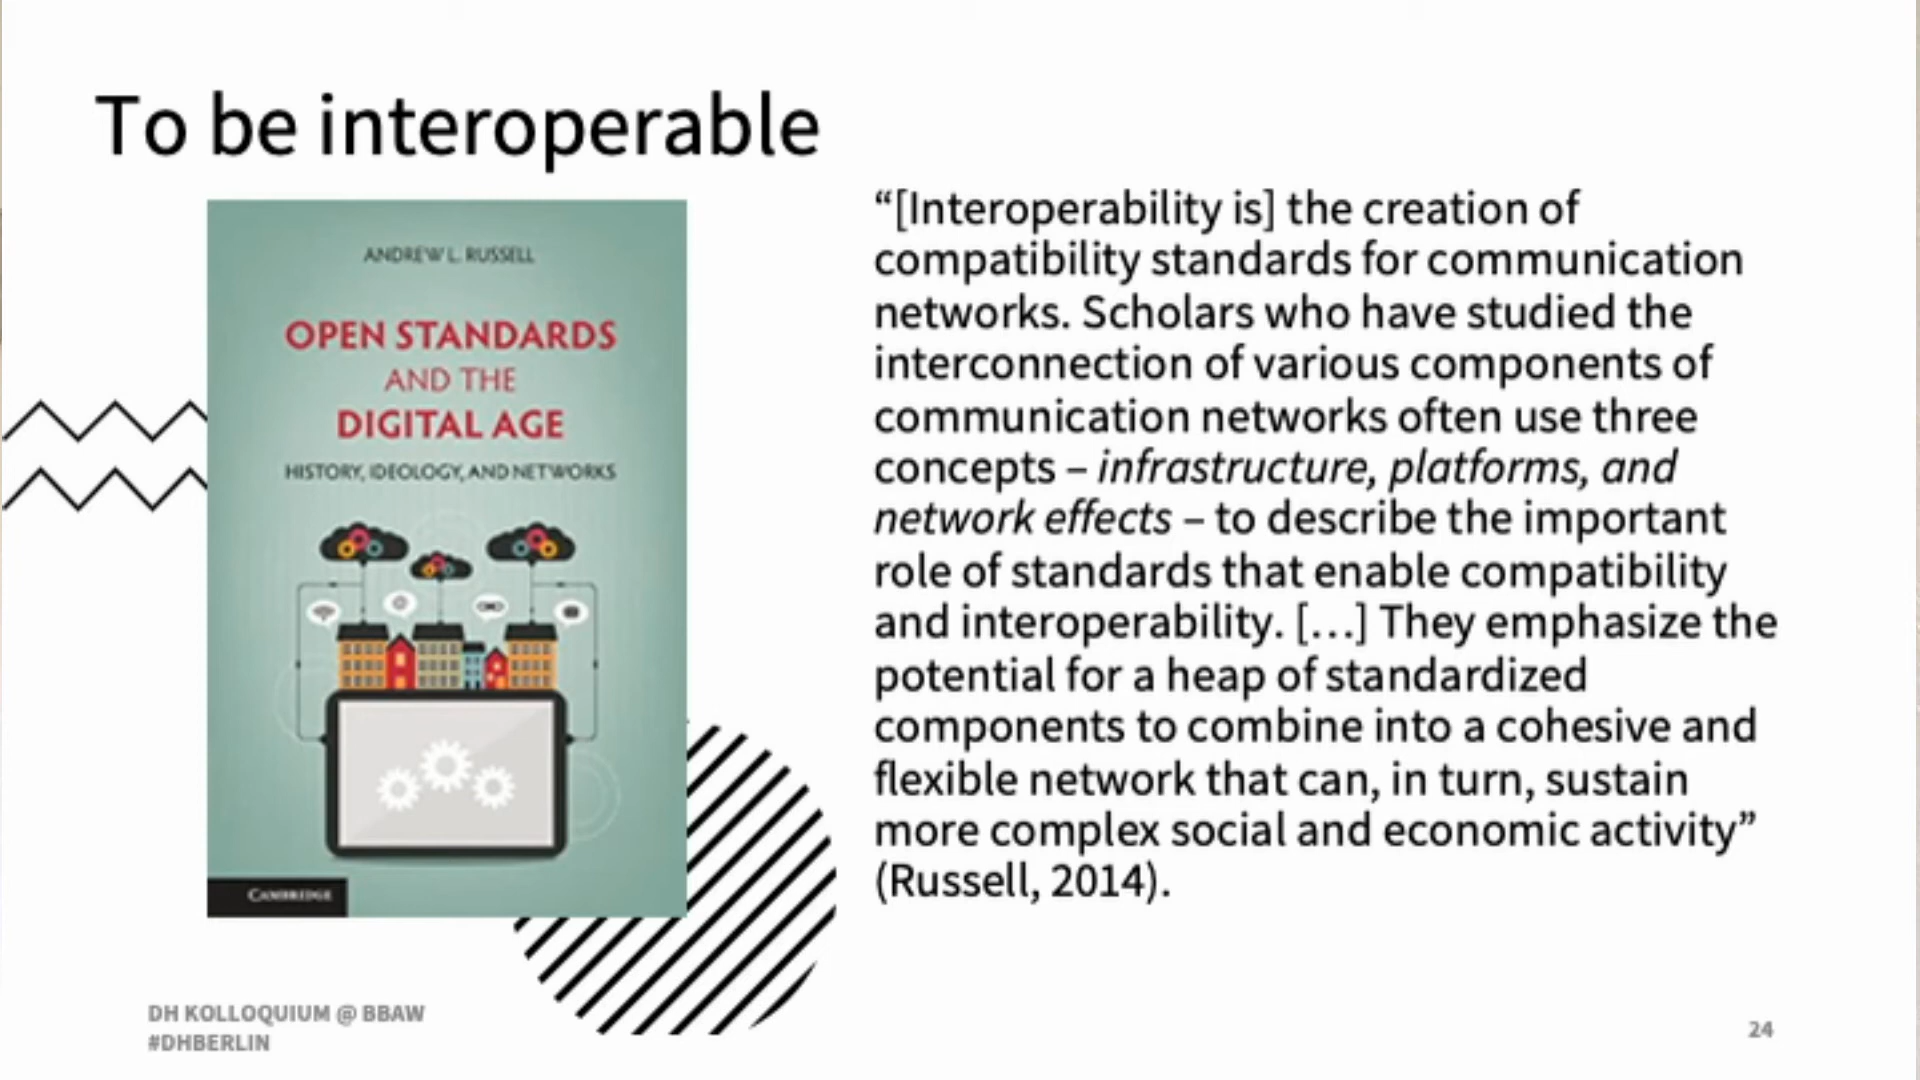 To be interoperable
ANDREW L. RUSSELL
OPEN STANDARDS
AND THE
DIGITAL AGE
HISTORY, IDEOLOGY, AND NETWORKS
CAMBRIDGE
“[Interoperability is] the creation of
compatibility standards for communication
networks. Scholars who have studied the
interconnection of various components of
communication networks often use three
concepts – infrastructure, platforms, and
network effects – to describe the important
role of standards that enable compatibility
and interoperability. […] They emphasize the
potential for a heap of standardized
components to combine into a cohesive and
flexible network that can, in turn, sustain
more complex social and economic activity”
(Russell, 2014).
DH KOLLOQUIUM @ BBAW
#DHBERLIN
24